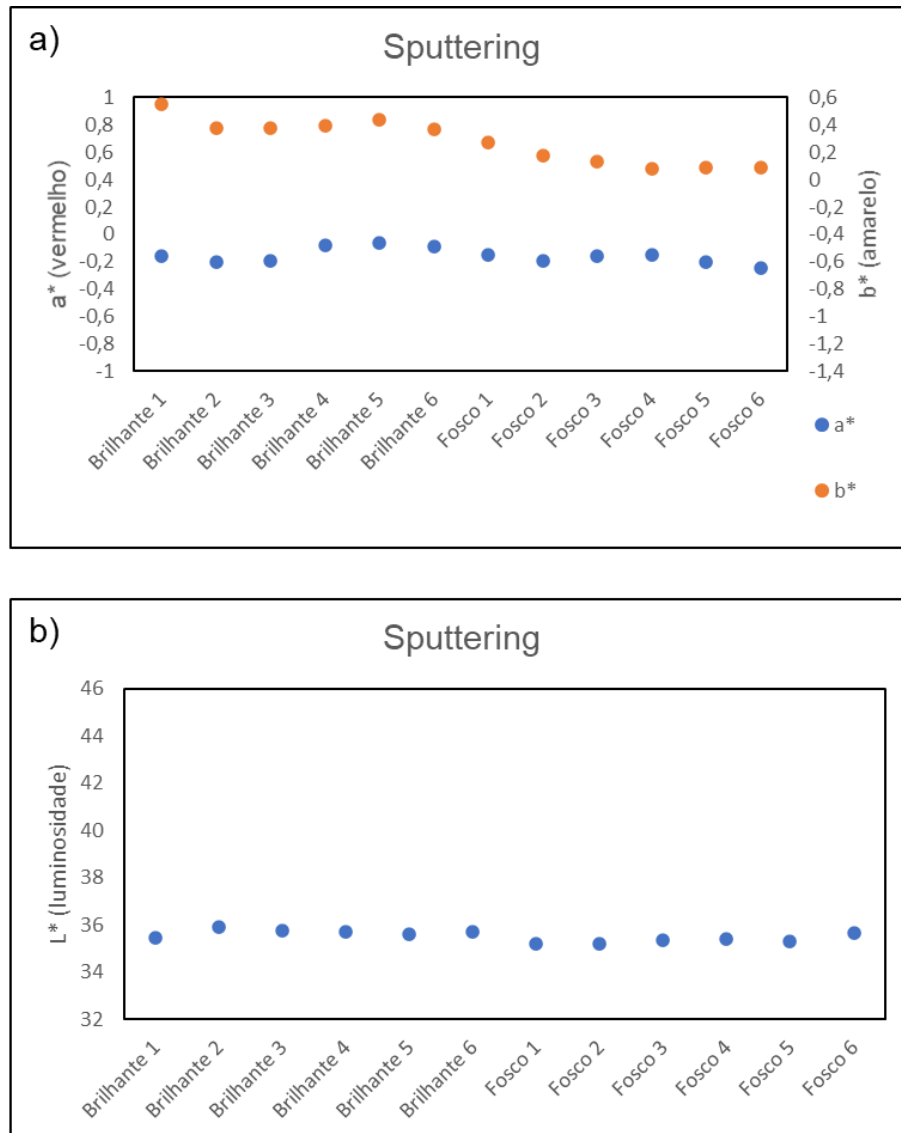 a)
Sputtering
1
0,8
0,6
0,4
0,2
0
-0,2
-0,4
-0,6
-0,8
-1
a* (vermelho)
0,6
0,4
0,2
0
-0,2
-0,4
-0,6
-0,8
-1
-1,2
-1,4
b* (amarelo)
Brilhante 1
Brilhante 2
Brilhante 3
Brilhante 4
Brilhante 5
Brilhante 6
Fosco 1
Fosco 2
Fosco 3
Fosco 4
Fosco 5
Fosco 6
a*
b*
b)
Sputtering
46
44
42
40
38
36
34
32
L* (luminosidade)
Brilhante 1
Brilhante 2
Brilhante 3
Brilhante 4
Brilhante 5
Brilhante 6
Fosco 1
Fosco 2
Fosco 3
Fosco 4
Fosco 5
Fosco 6